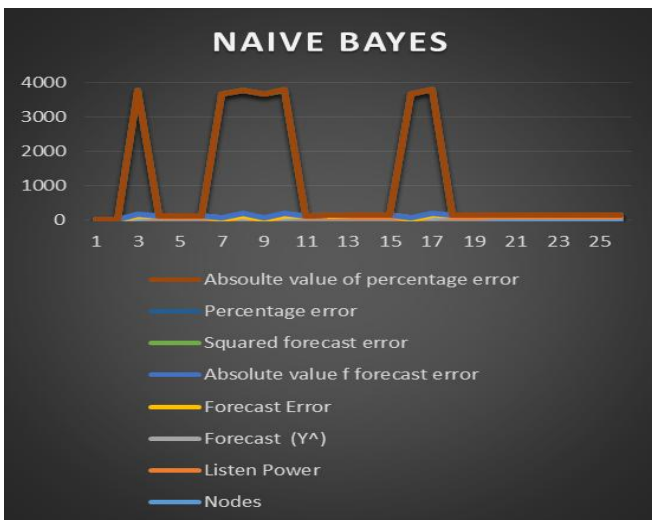 NAIVE BAYES
4000
3000
2000
1000
0
1 3 5 7 9 11 13 15 17 19 21 23 25
Absoulte value of percentage error
Percentage error
Squared forecast error
Absolute value f forecast error
Forecast Error
Forecast (Y^)
Listen Power
Nodes